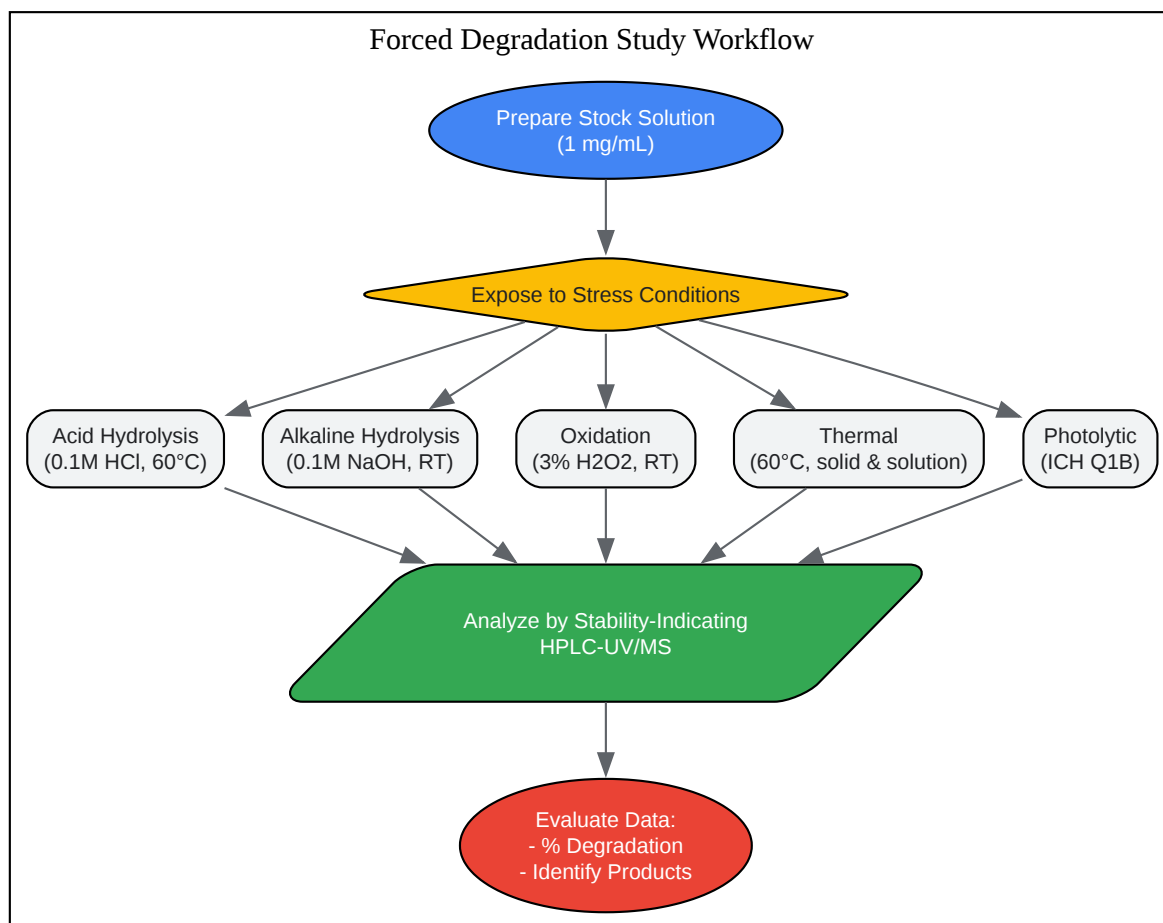 Forced Degradation Study Workflow
Prepare Stock Solution
(1 mg/mL)
Expose to Stress Conditions
Acid Hydrolysis
(0.1M HCl, 60°C)
Alkaline Hydrolysis
(0.1M NaOH, RT)
Oxidation
(3% H2O2, RT)
Thermal
(60°C, solid & solution)
Photolytic
(ICH Q1B)
Analyze by Stability-Indicating
HPLC-UV/MS
Evaluate Data:
- % Degradation
- Identify Products